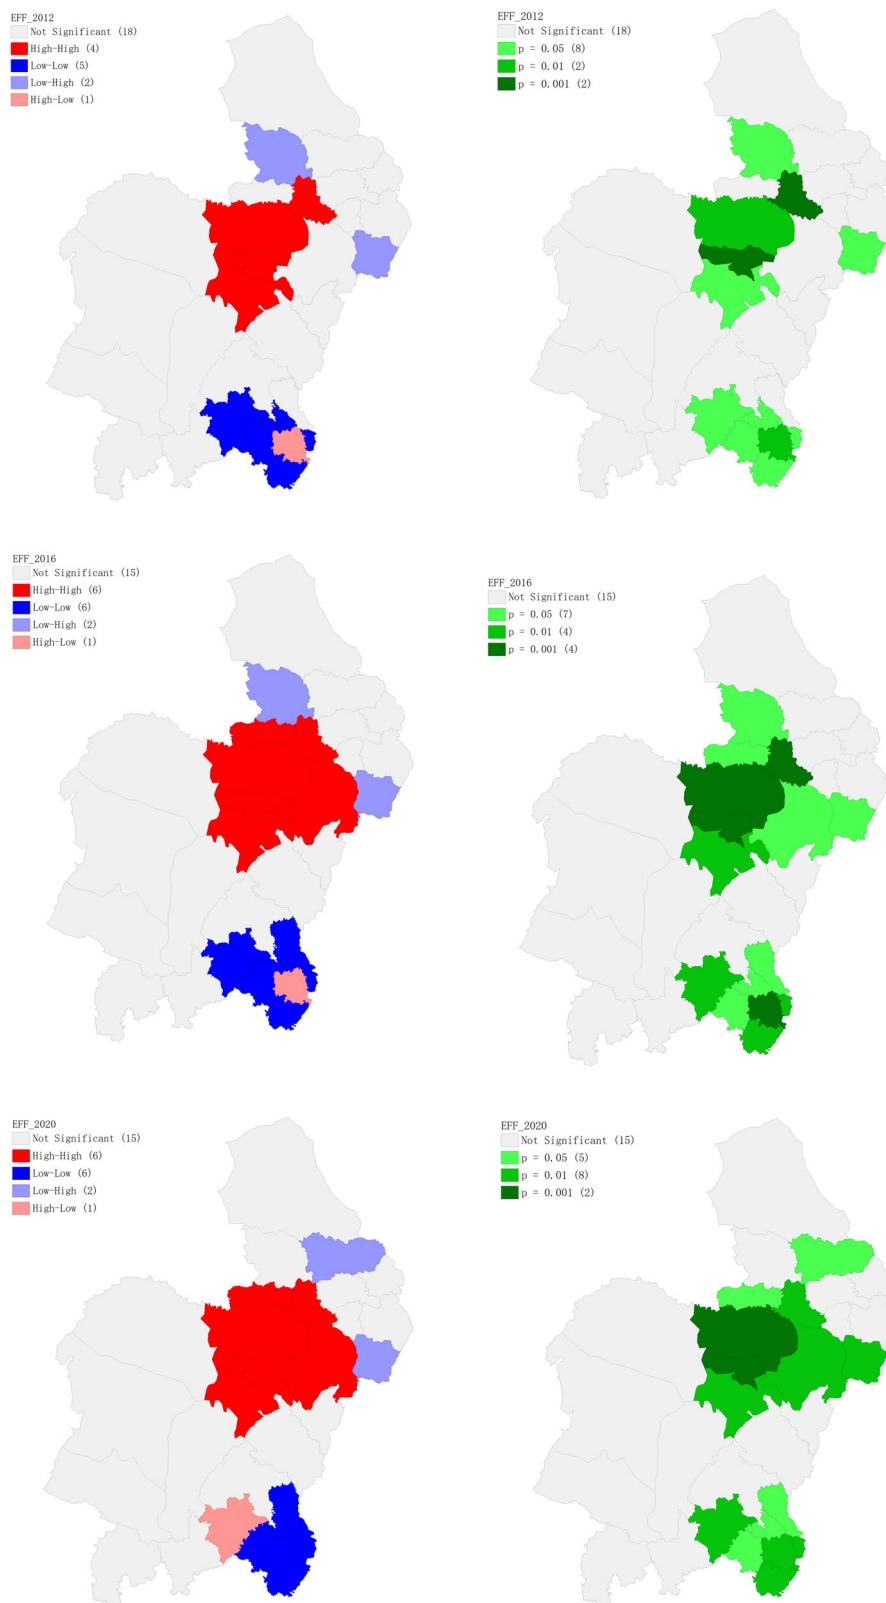 EFF_2012
Not Significant (18)
High-High (4)
Low-Low (5)
Low-High (2)
High-Low (1)
EFF_2012
Not Significant (18)
p = 0.05 (8)
p = 0.01 (2)
p = 0.001 (2)
EFF_2016
Not Significant (15)
High-High (6)
Low-Low (6)
Low-High (2)
High-Low (1)
EFF_2016
Not Significant (15)
p = 0.05 (7)
p = 0.01 (4)
p = 0.001 (4)
EFF_2020
Not Significant (15)
High-High (6)
Low-Low (6)
Low-High (2)
High-Low (1)
EFF_2020
Not Significant (15)
p = 0.05 (5)
p = 0.01 (8)
p = 0.001 (2)